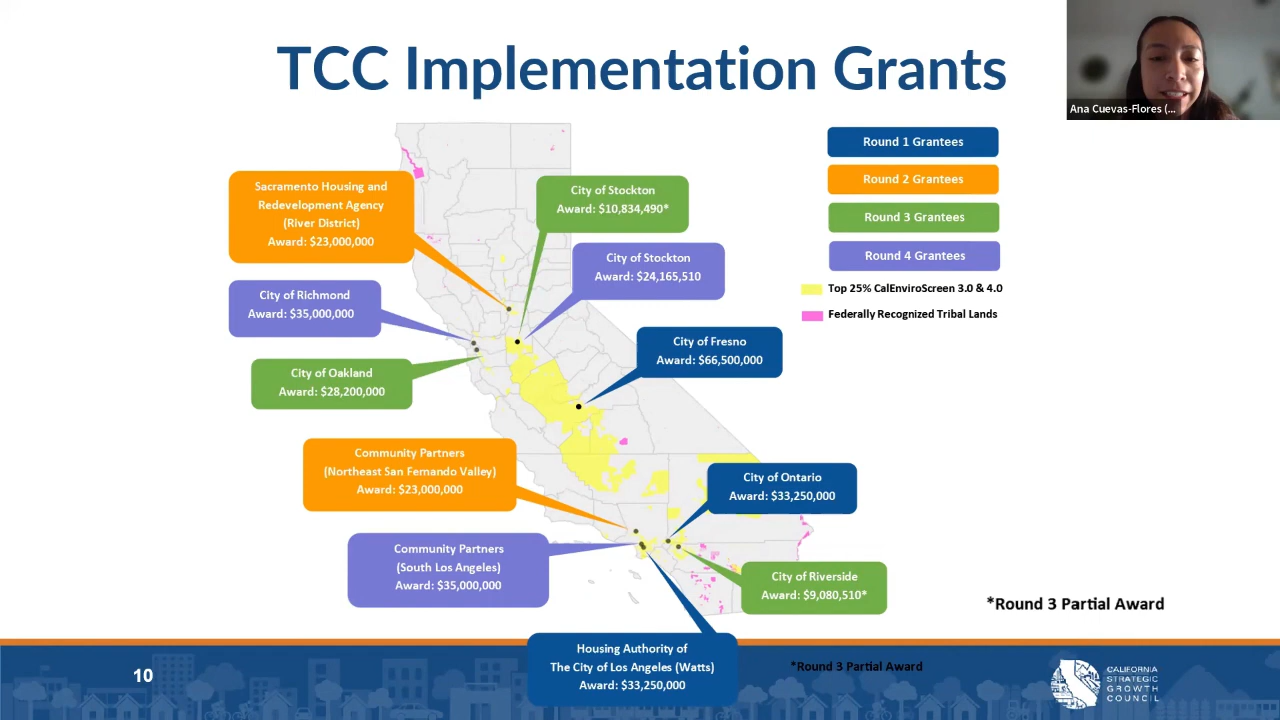 TCC Implementation Grants
Ana Cuevas-Flores (...
Round 1 Grantees
Round 2 Grantees
Round 3 Grantees
Round 4 Grantees
Top 25% CalEnviroScreen 3.0 & 4.0
Federally Recognized Tribal Lands
Sacramento Housing and
Redevelopment Agency
(River District)
Award: $23,000,000
City of Stockton
Award: $10,834,490*
City of Stockton
Award: $24,165,510
City of Richmond
Award: $35,000,000
City of Fresno
Award: $66,500,000
City of Oakland
Award: $28,200,000
Community Partners
(Northeast San Fernando Valley)
Award: $23,000,000
City of Ontario
Award: $33,250,000
Community Partners
(South Los Angeles)
Award: $35,000,000
City of Riverside
Award: $9,080,510*
*Round 3 Partial Award
Housing Authority of
The City of Los Angeles (Watts)
Award: $33,250,000
*Round 3 Partial Award
10
CALIFORNIA
STRATEGIC
GROWTH
COUNCIL